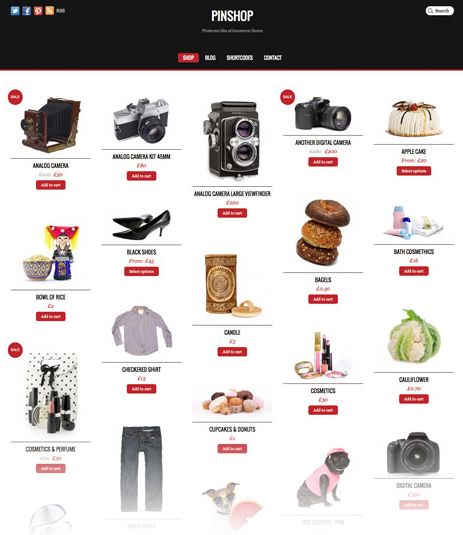 RSS
PINSHOP
Pinterest-like eCommerce theme
Search
SHOP
BLOG
SHORTCODES
CONTACT
SALE
ANALOG CAMERA
£50
Add to cart
ANALOG CAMERA KIT 45MM
£60
Add to cart
ANALOG CAMERA LARGE VIEWFINDER
£200
Add to cart
SALE
ANOTHER DIGITAL CAMERA
£200
Add to cart
APPLE CAKE
From: £20
Select options
BOWL OF RICE
£2
Add to cart
BLACK SHOES
From: £45
Select options
CANDLE
£5
Add to cart
BAGELS
£0.30
Add to cart
BATH COSMETHICS
£18
Add to cart
SALE
COSMETICS & PERFUME
£30
Add to cart
CHECKERED SHIRT
£15
Add to cart
CUPCAKES & DONUTS
£1
Add to cart
COSMETICS
£30
Add to cart
CAULIFLOWER
£0.70
Add to cart
DIGITAL CAMERA
£300
Add to cart
DOG CLOTHES - PINK